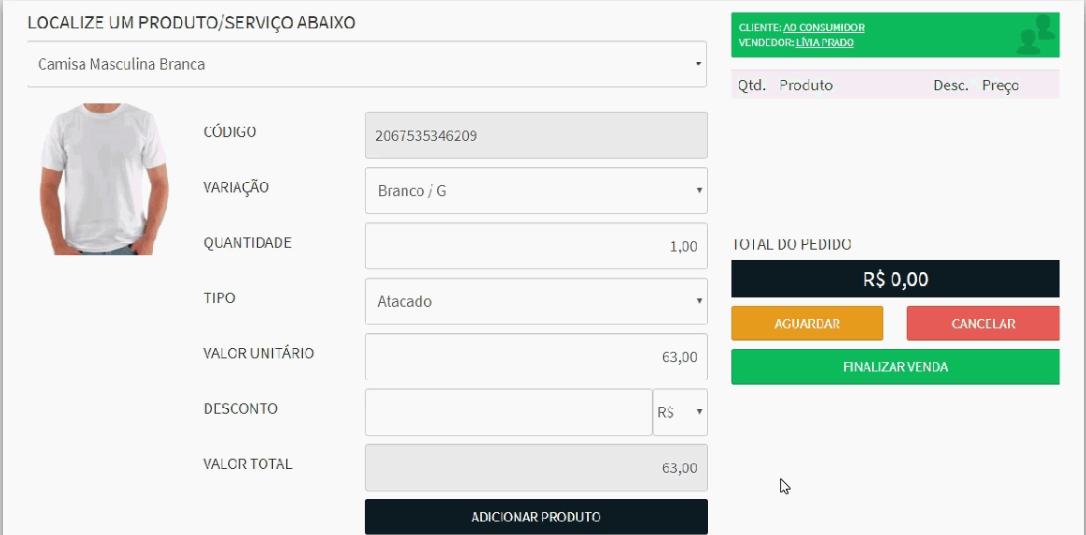 LOCALIZE UM PRODUTO/SERVIÇO ABAIXO
Camisa Masculina Branca
CÓDIGO
2067535346209
VARIAÇÃO
Branco / G
QUANTIDADE
1,00
TIPO
Atacado
VALOR UNITÁRIO
63,00
DESCONTO
R$
VALOR TOTAL
63,00
ADICIONAR PRODUTO
CLIENTE: AO CONSUMIDOR
VENDEDOR: LÍVIA PRADO
Qtd. Produto Desc. Preço
TOTAL DO PEDIDO
R$ 0,00
AGUARDAR
CANCELAR
FINALIZAR VENDA